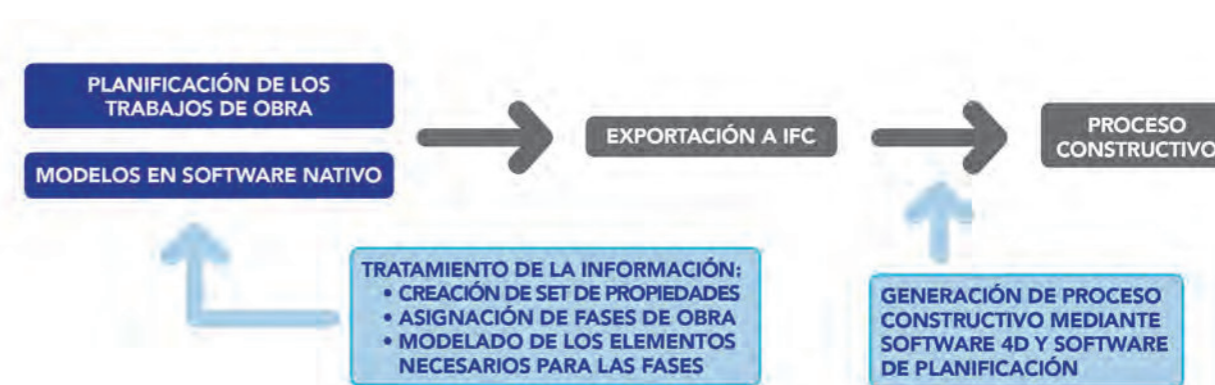 PLANIFICACIÓN DE LOS
TRABAJOS DE OBRA
MODELOS EN SOFTWARE NATIVO
EXPORTACIÓN A IFC
PROCESO
CONSTRUCTIVO
TRATAMIENTO DE LA INFORMACIÓN:
• CREACIÓN DE SET DE PROPIEDADES
• ASIGNACIÓN DE FASES DE OBRA
• MODELADO DE LOS ELEMENTOS
NECESARIOS PARA LAS FASES
GENERACIÓN DE PROCESO
CONSTRUCTIVO MEDIANTE
SOFTWARE 4D Y SOFTWARE
DE PLANIFICACIÓN